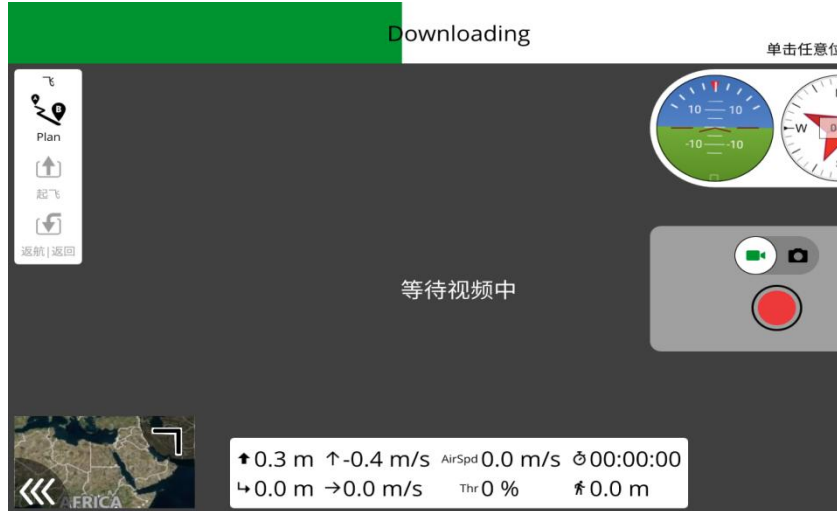 Downloading
单击任意位
飞
Plan
起飞
返航|返回
10 10
-10 -10
W
等待视频中
AFRICA
0.3 m -0.4 m/s AirSpd 0.0 m/s 00:00:00
0.0 m 0.0 m/s Thr 0 % 0.0 m